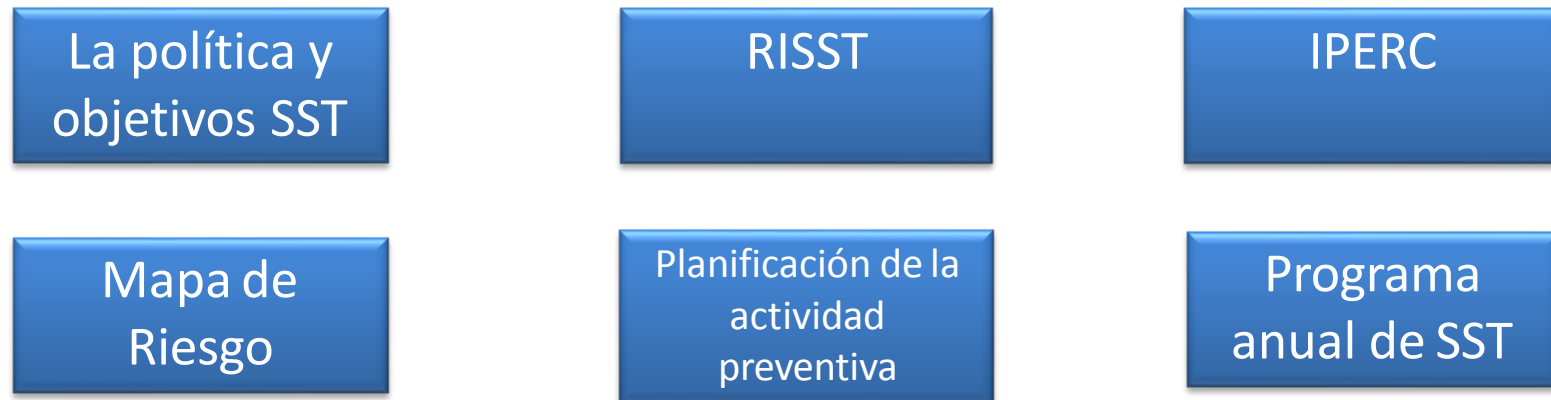 La política y
objetivos SST
RISST
IPERC
Mapa de
Riesgo
Planificación de la
actividad
preventiva
Programa
anual de SST